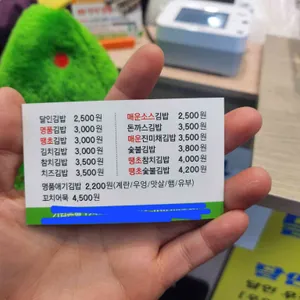 달인김밥 2,500원
명품김밥 3,000원
땡초김밥 3,000원
김치김밥 3,000원
참치김밥 3,500원
치즈김밥 3,500원
매운소스김밥 2,500원
돈까스김밥 3,500원
매운진미채김밥 3,500원
숯불김밥 3,800원
땡초참치김밥 4,000원
땡초숯불김밥 4,200원
명품애기김밥 2,200원(계란/우엉/맛살/햄/유부)
꼬치어묵 4,500원